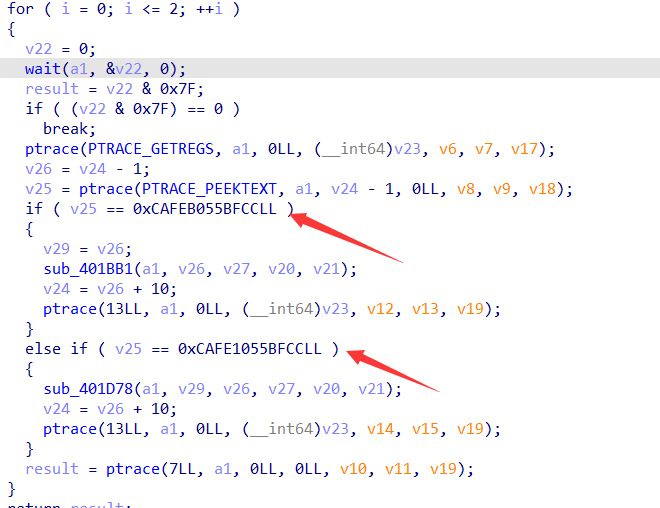 for ( i = 0; i <= 2; ++i )
{
v22 = 0;
wait(a1, &v22, 0);
result = v22 & 0x7F;
if ( (v22 & 0x7F) == 0 )
break;
ptrace(PTRACE_GETREGS, a1, 0LL, (__int64)v23, v6, v7, v17);
v26 = v24 - 1;
v25 = ptrace(PTRACE_PEEKTEXT, a1, v24 - 1, 0LL, v8, v9, v18);
if ( v25 == 0xCAFEB055BFCCLL )
{
v29 = v26;
sub_401BB1(a1, v26, v27, v20, v21);
v24 = v26 + 10;
ptrace(13LL, a1, 0LL, (__int64)v23, v12, v13, v19);
}
else if ( v25 == 0xCAFE1055BFCCLL )
{
sub_401D78(a1, v29, v26, v27, v20, v21);
v24 = v26 + 10;
ptrace(13LL, a1, 0LL, (__int64)v23, v14, v15, v19);
}
result = ptrace(7LL, a1, 0LL, 0LL, v10, v11, v19);
}
return result;